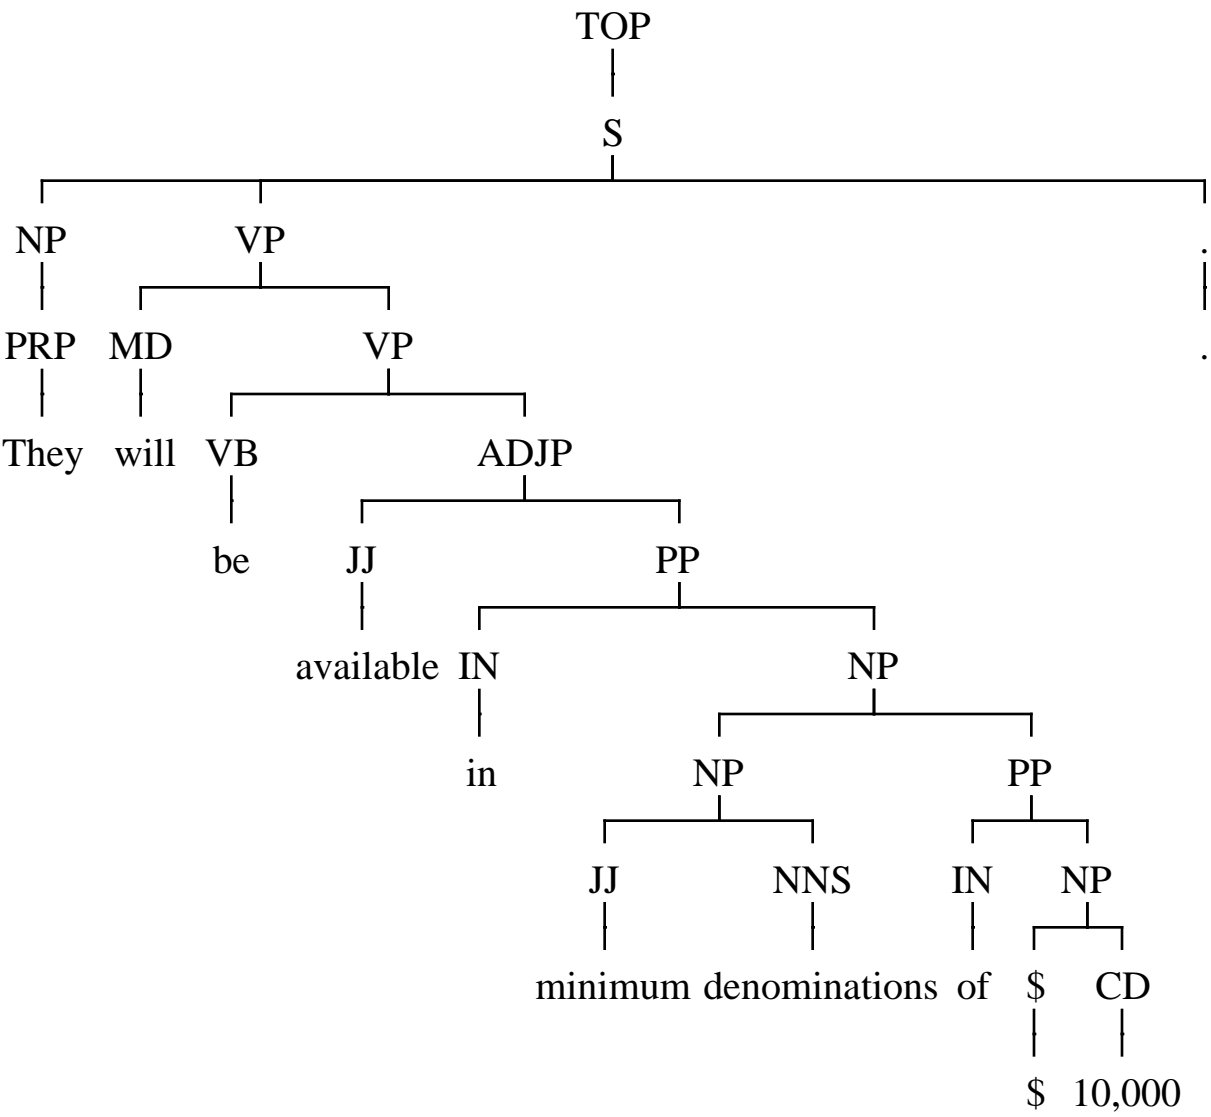 TOP
S
NP VP .
PRP MD VP .
They will VB ADJP
be JJ PP
available IN NP
in NP PP
JJ NNS IN NP
minimum denominations of $ CD
$ 10,000